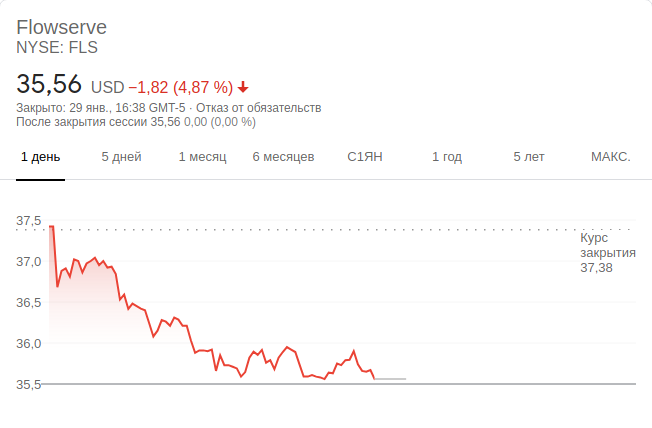 Flowserve
NYSE: FLS
35,56 USD −1,82 (4,87 %)
Закрыто: 29 янв., 16:38 GMT-5 · Отказ от обязательств
После закрытия сессии 35,56 0,00 (0,00 %)
1 день 5 дней 1 месяц 6 месяцев С1ЯН 1 год 5 лет МАКС.
37,5
Курс
закрытия
37,38
37,0
36,5
36,0
35,5